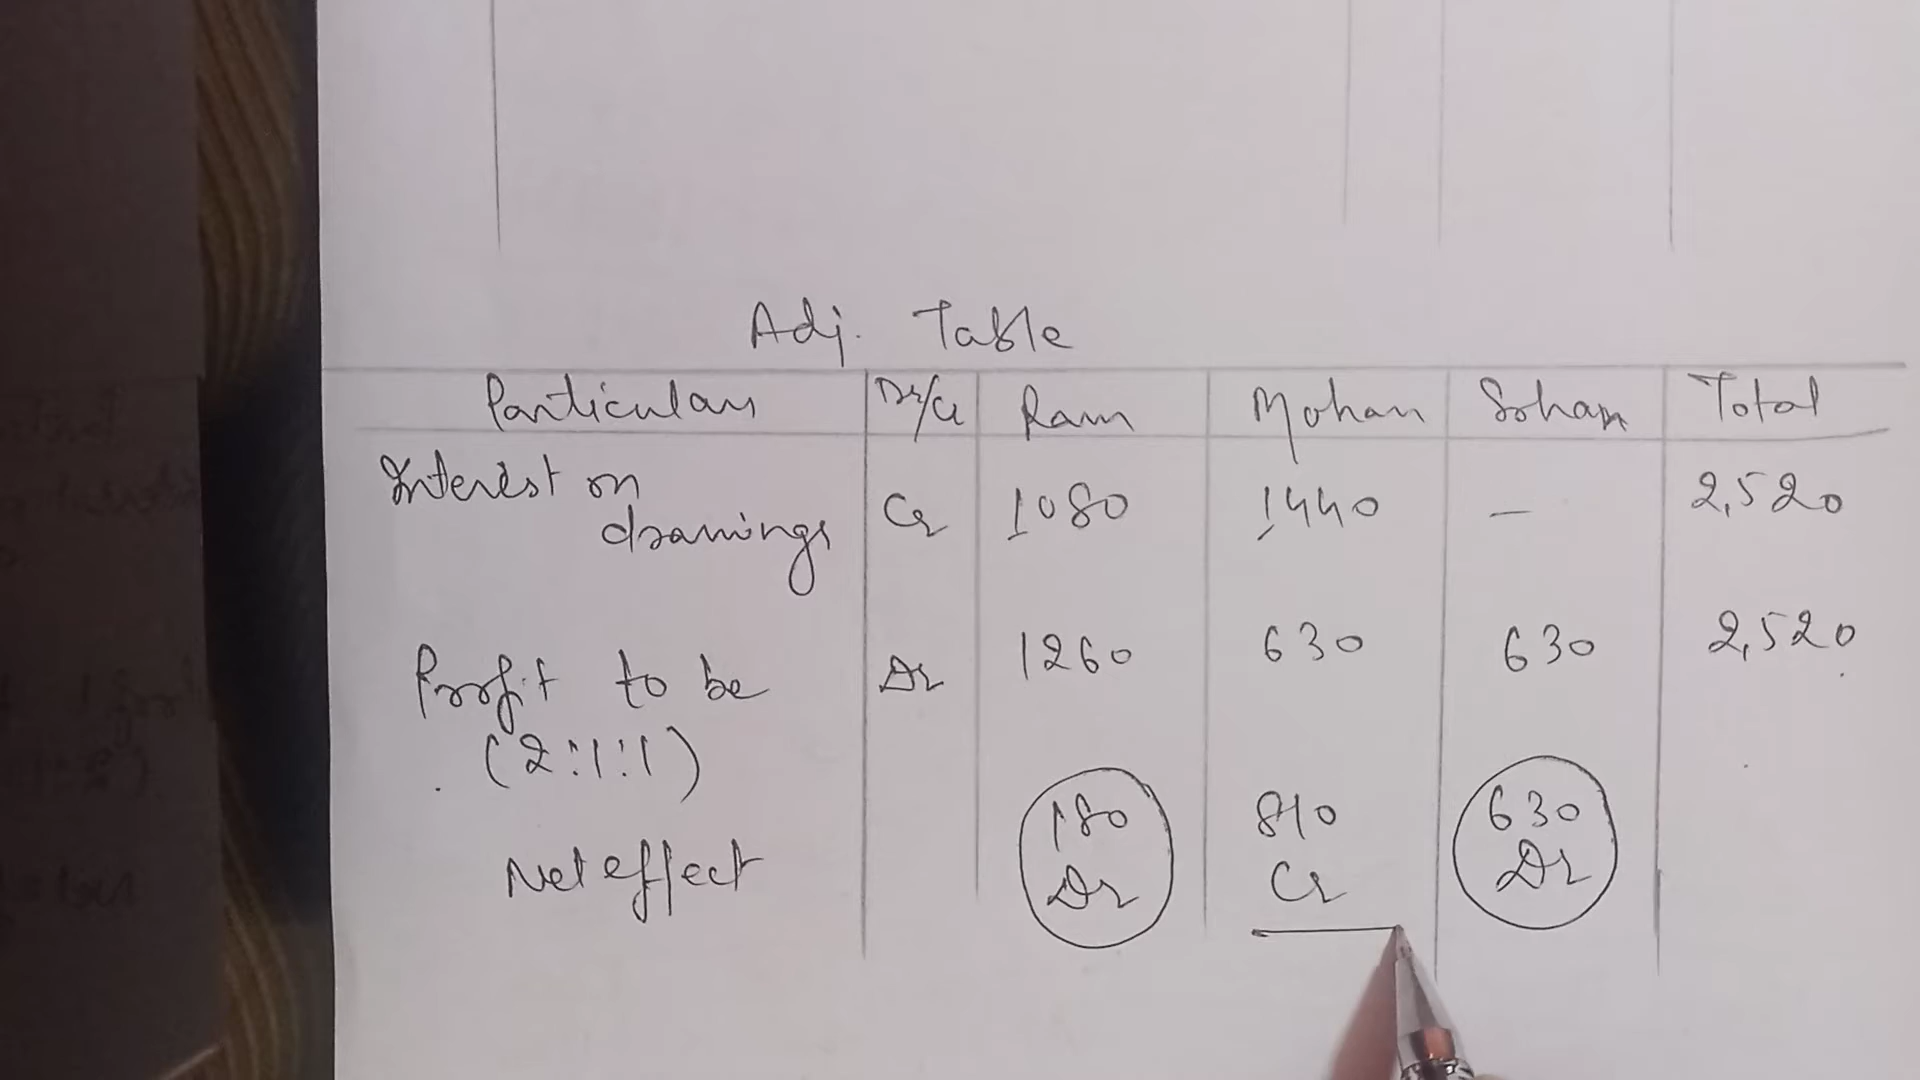 Adj. Table
Particulars Dr/Cr Ram Mohan Sohan Total
Interest on
drawings Cr 1080 1440 — 2,520
Profit to be Dr 1260 630 630 2,520
(2:1:1)
Net effect 180 Dr 810 Cr 630 Dr